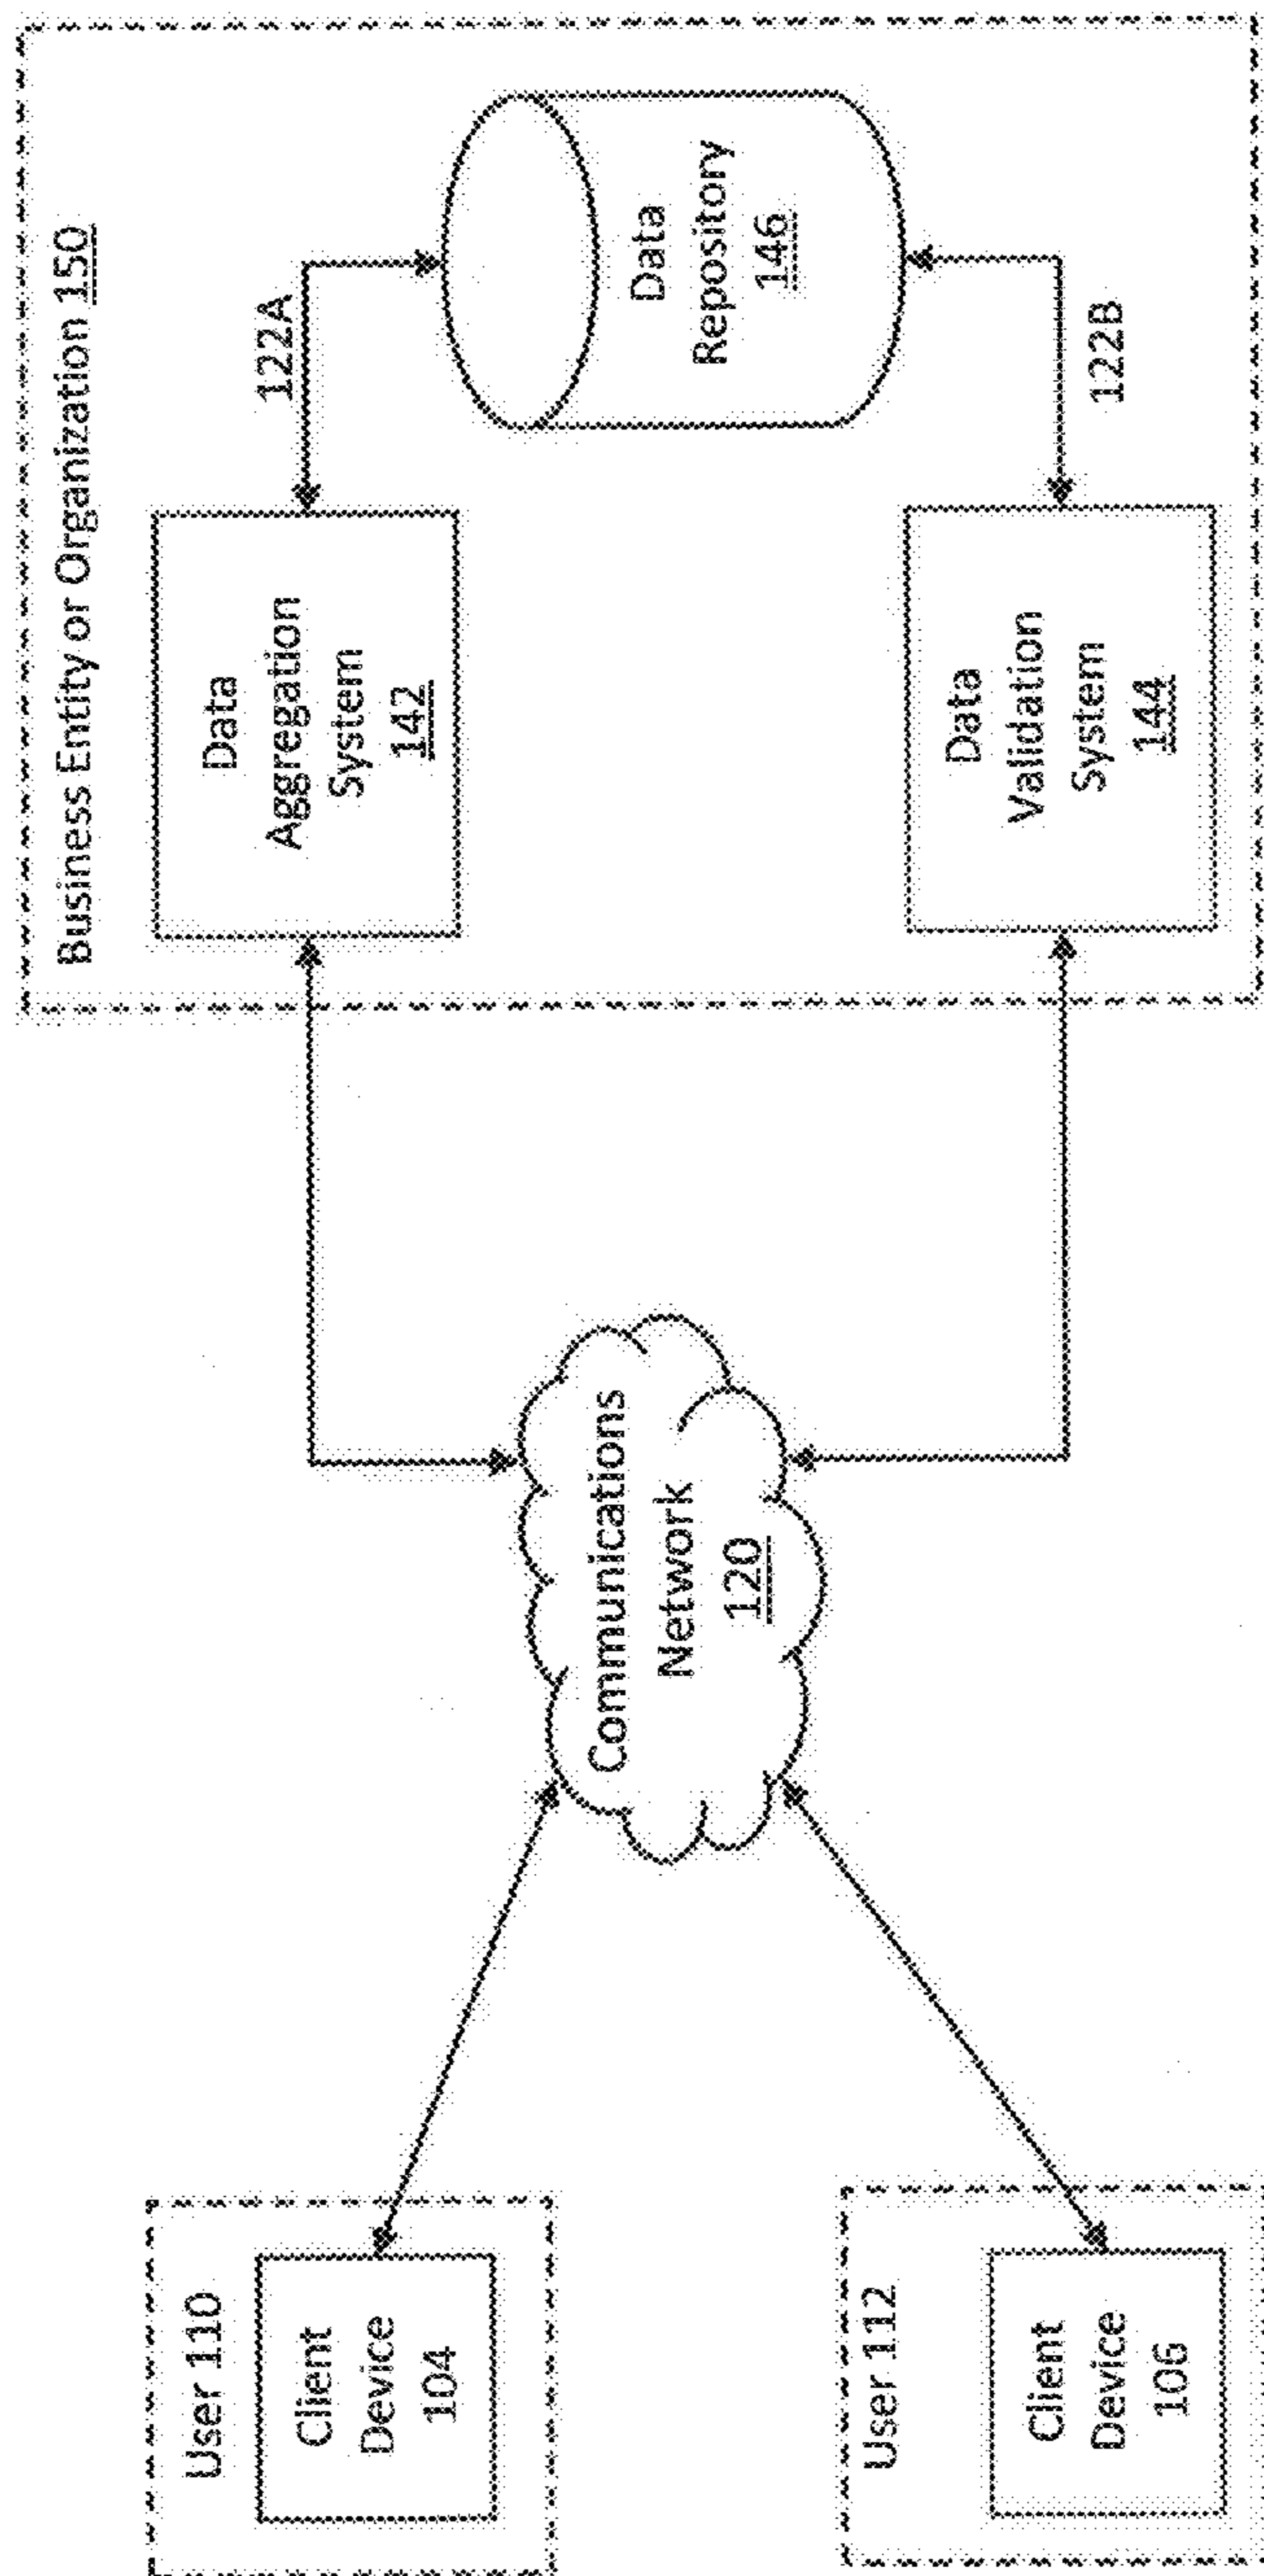 User 110
Client
Device
104
User 112
Client
Device
106
Communications
Network
120
Business Entity or Organization 150
Data
Aggregation
System
142
122A
Data
Repository
146
Data
Validation
System
144
122B